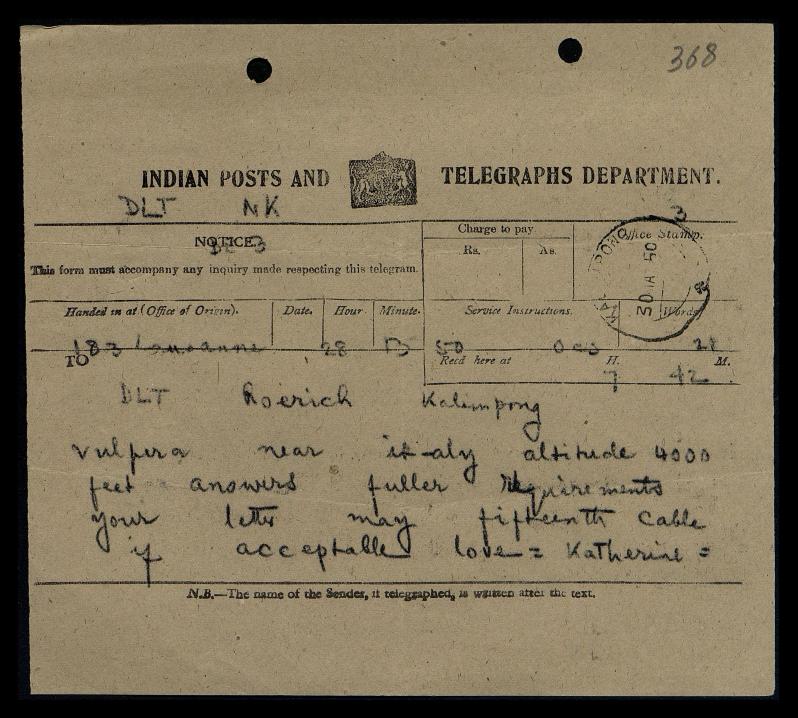 368
INDIAN POSTS AND TELEGRAPHS DEPARTMENT.
DLT NK
3
NOTICE.
This form must accompany any inquiry made respecting this telegram.
Charge to pay
Rs. As.
Office Stamp.
Handed in at (Office of Origin). Date. Hour Minute. Service Instructions. Words
183 Lausanne 28 13 50 21
TO
Recd here at H. M.
7 42
DLT Roerich Kalimpong
vulpera near italy altitude 4000
feet answers fuller requirements
your letter may fifteenth cable
if acceptable love = Katherine =
N.B.—The name of the Sender, if telegraphed, is written after the text.